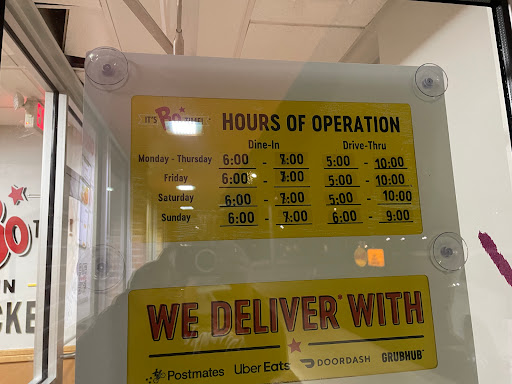 IT'S Bo TIME! HOURS OF OPERATION
Dine-In Drive-Thru
Monday - Thursday 6:00 - 7:00 5:00 - 10:00
Friday 6:00 - 7:00 5:00 - 10:00
Saturday 6:00 - 7:00 5:00 - 10:00
Sunday 6:00 - 7:00 6:00 - 9:00
WE DELIVER* WITH
Postmates Uber Eats DOORDASH GRUBHUB